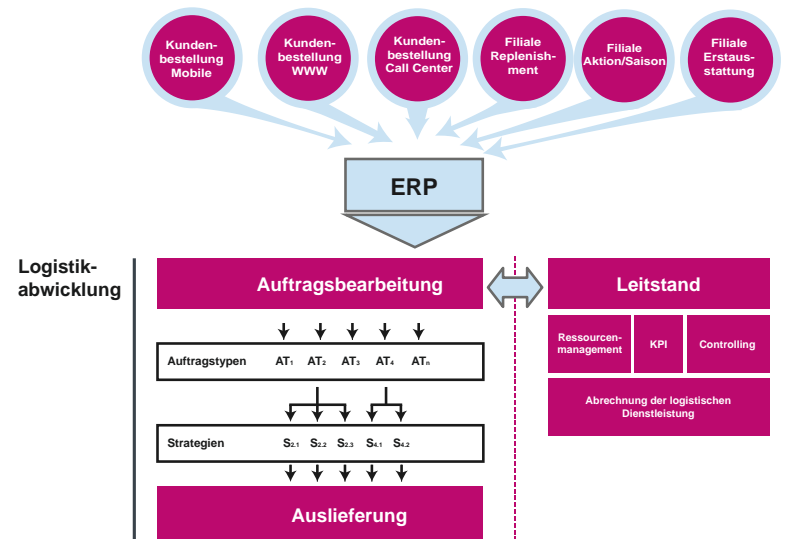 Kunden-
bestellung
Mobile
Kunden-
bestellung
WWW
Kunden-
bestellung
Call Center
Filiale
Replenish-
ment
Filiale
Aktion/Saison
Filiale
Erstaus-
stattung
ERP
Logistik-
abwicklung
Auftragsbearbeitung
Leitstand
Ressourcen-
management
KPI
Controlling
Auftragstypen AT₁ AT₂ AT₃ AT₄ ATₙ
Abrechnung der logistischen
Dienstleistung
Strategien S₂.₁ S₂.₂ S₂.₃ S₄.₁ S₄.₂
Auslieferung